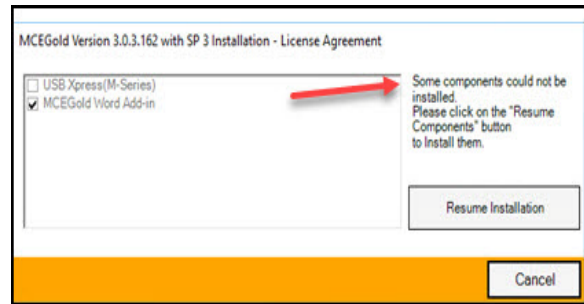 MCEGold Version 3.0.3.162 with SP 3 Installation - License Agreement
USB Xpress(M-Series)
MCEGold Word Add-in
Some components could not be
installed.
Please click on the "Resume
Components" button
to Install them.
Resume Installation
Cancel